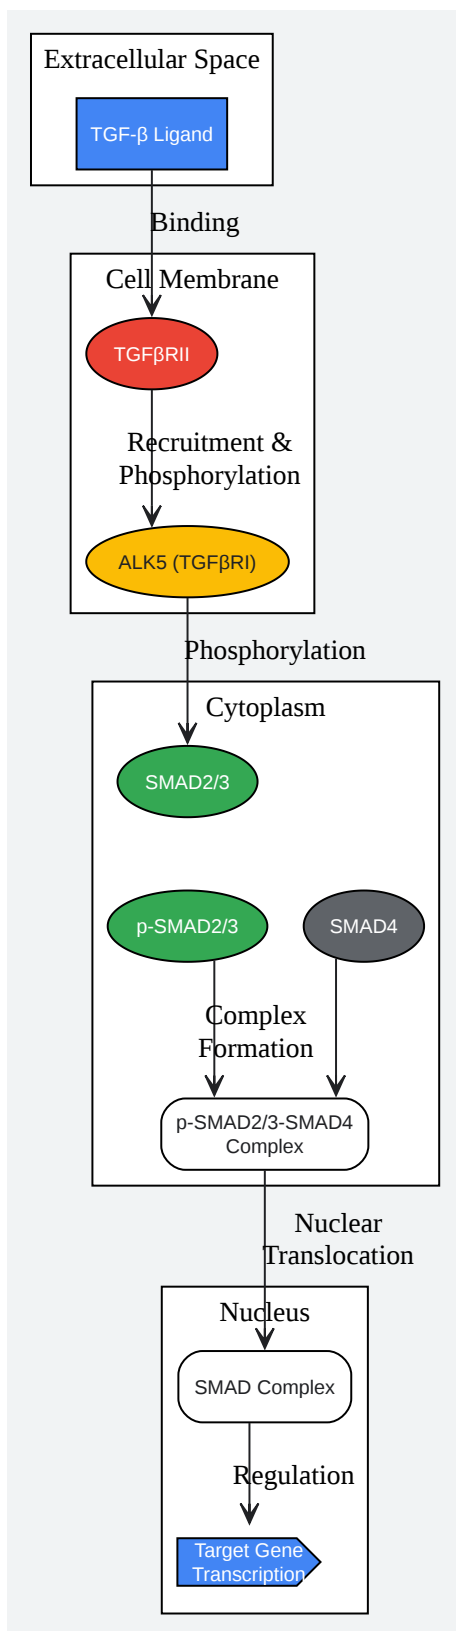 Extracellular Space
TGF-β Ligand
Binding
Cell Membrane
TGFβRII
Recruitment &
Phosphorylation
ALK5 (TGFβRI)
Phosphorylation
Cytoplasm
SMAD2/3
p-SMAD2/3
SMAD4
Complex
Formation
p-SMAD2/3-SMAD4
Complex
Nuclear
Translocation
Nucleus
SMAD Complex
Regulation
Target Gene
Transcription